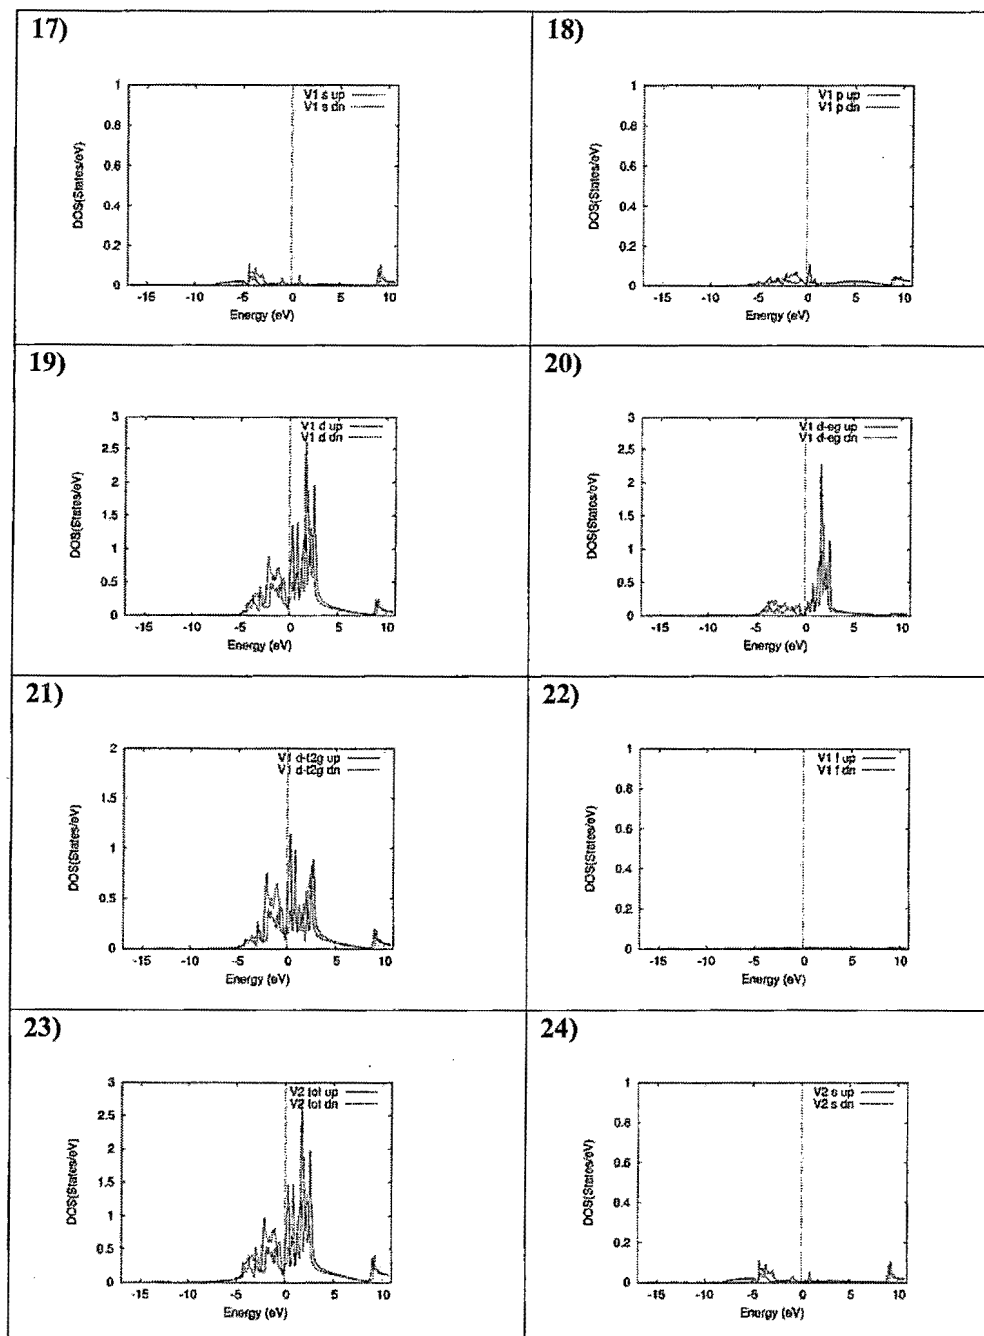 17)
1
V1 s up
V1 s dn
0.8
0.6
DOS(States/eV)
0.4
0.2
0
-15 -10 -5 0 5 10
Energy (eV)
18)
1
V1 p up
V1 p dn
0.8
0.6
DOS(States/eV)
0.4
0.2
0
-15 -10 -5 0 5 10
Energy (eV)
19)
3
V1 d up
V1 d dn
2.5
2
DOS(States/eV)
1.5
1
0.5
0
-15 -10 -5 0 5 10
Energy (eV)
20)
3
V1 d-eg up
V1 d-eg dn
2.5
2
DOS(States/eV)
1.5
1
0.5
0
-15 -10 -5 0 5 10
Energy (eV)
21)
2
V1 d-t2g up
V1 d-t2g dn
1.5
DOS(States/eV)
1
0.5
0
-15 -10 -5 0 5 10
Energy (eV)
22)
1
V1 f up
V1 f dn
0.8
0.6
DOS(States/eV)
0.4
0.2
0
-15 -10 -5 0 5 10
Energy (eV)
23)
3
V2 tot up
V2 tot dn
2.5
2
DOS(States/eV)
1.5
1
0.5
0
-15 -10 -5 0 5 10
Energy (eV)
24)
1
V2 s up
V2 s dn
0.8
0.6
DOS(States/eV)
0.4
0.2
0
-15 -10 -5 0 5 10
Energy (eV)